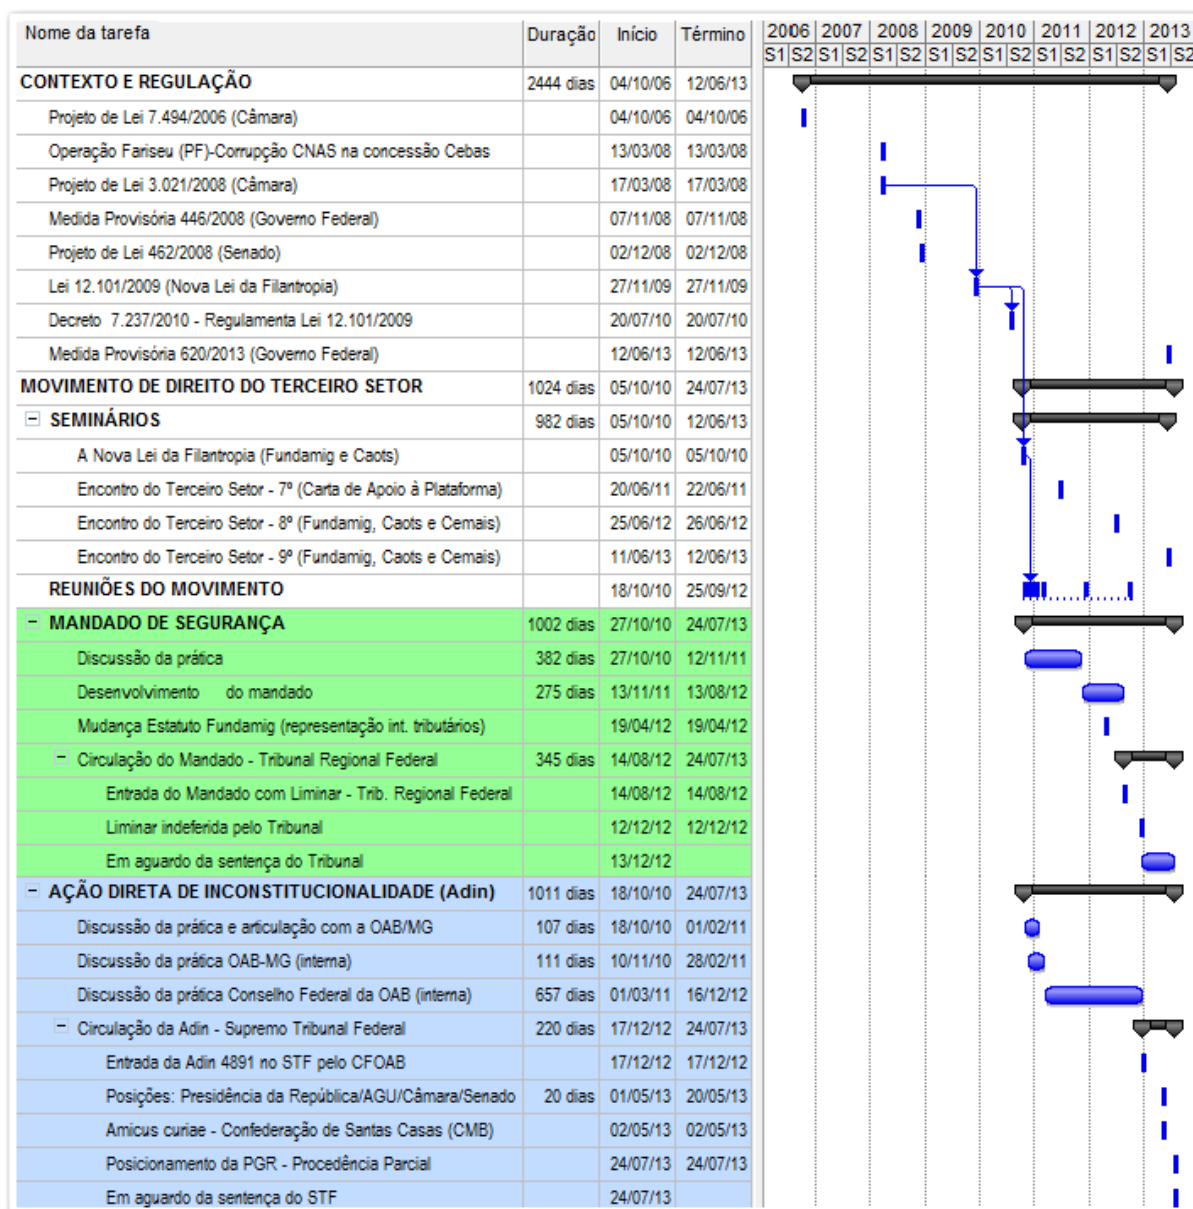 Nome da tarefa Duração Início Término 2006 2007 2008 2009 2010 2011 2012 2013
S1 S2 S1 S2 S1 S2 S1 S2 S1 S2 S1 S2 S1 S2 S1 S2
CONTEXTO E REGULAÇÃO 2444 dias 04/10/06 12/06/13
Projeto de Lei 7.494/2006 (Câmara) 04/10/06 04/10/06
Operação Fariseu (PF)-Corrupção CNAS na concessão Cebas 13/03/08 13/03/08
Projeto de Lei 3.021/2008 (Câmara) 17/03/08 17/03/08
Medida Provisória 446/2008 (Governo Federal) 07/11/08 07/11/08
Projeto de Lei 462/2008 (Senado) 02/12/08 02/12/08
Lei 12.101/2009 (Nova Lei da Filantropia) 27/11/09 27/11/09
Decreto 7.237/2010 - Regulamenta Lei 12.101/2009 20/07/10 20/07/10
Medida Provisória 620/2013 (Governo Federal) 12/06/13 12/06/13
MOVIMENTO DE DIREITO DO TERCEIRO SETOR 1024 dias 05/10/10 24/07/13
SEMINÁRIOS 982 dias 05/10/10 12/06/13
A Nova Lei da Filantropia (Fundamig e Caots) 05/10/10 05/10/10
Encontro do Terceiro Setor - 7º (Carta de Apoio à Plataforma) 20/06/11 22/06/11
Encontro do Terceiro Setor - 8º (Fundamig, Caots e Cemais) 25/06/12 26/06/12
Encontro do Terceiro Setor - 9º (Fundamig, Caots e Cemais) 11/06/13 12/06/13
REUNIÕES DO MOVIMENTO 18/10/10 25/09/12
MANDADO DE SEGURANÇA 1002 dias 27/10/10 24/07/13
Discussão da prática 382 dias 27/10/10 12/11/11
Desenvolvimento do mandado 275 dias 13/11/11 13/08/12
Mudança Estatuto Fundamig (representação int. tributários) 19/04/12 19/04/12
Circulação do Mandado - Tribunal Regional Federal 345 dias 14/08/12 24/07/13
Entrada do Mandado com Liminar - Trib. Regional Federal 14/08/12 14/08/12
Liminar indeferida pelo Tribunal 12/12/12 12/12/12
Em aguardo da sentença do Tribunal 13/12/12
AÇÃO DIRETA DE INCONSTITUCIONALIDADE (Adin) 1011 dias 18/10/10 24/07/13
Discussão da prática e articulação com a OAB/MG 107 dias 18/10/10 01/02/11
Discussão da prática OAB-MG (interna) 111 dias 10/11/10 28/02/11
Discussão da prática Conselho Federal da OAB (interna) 657 dias 01/03/11 16/12/12
Circulação da Adin - Supremo Tribunal Federal 220 dias 17/12/12 24/07/13
Entrada da Adin 4891 no STF pelo CFOAB 17/12/12 17/12/12
Posições: Presidência da República/AGU/Câmara/Senado 20 dias 01/05/13 20/05/13
Amicus curiae - Confederação de Santas Casas (CMB) 02/05/13 02/05/13
Posicionamento da PGR - Procedência Parcial 24/07/13 24/07/13
Em aguardo da sentença do STF 24/07/13